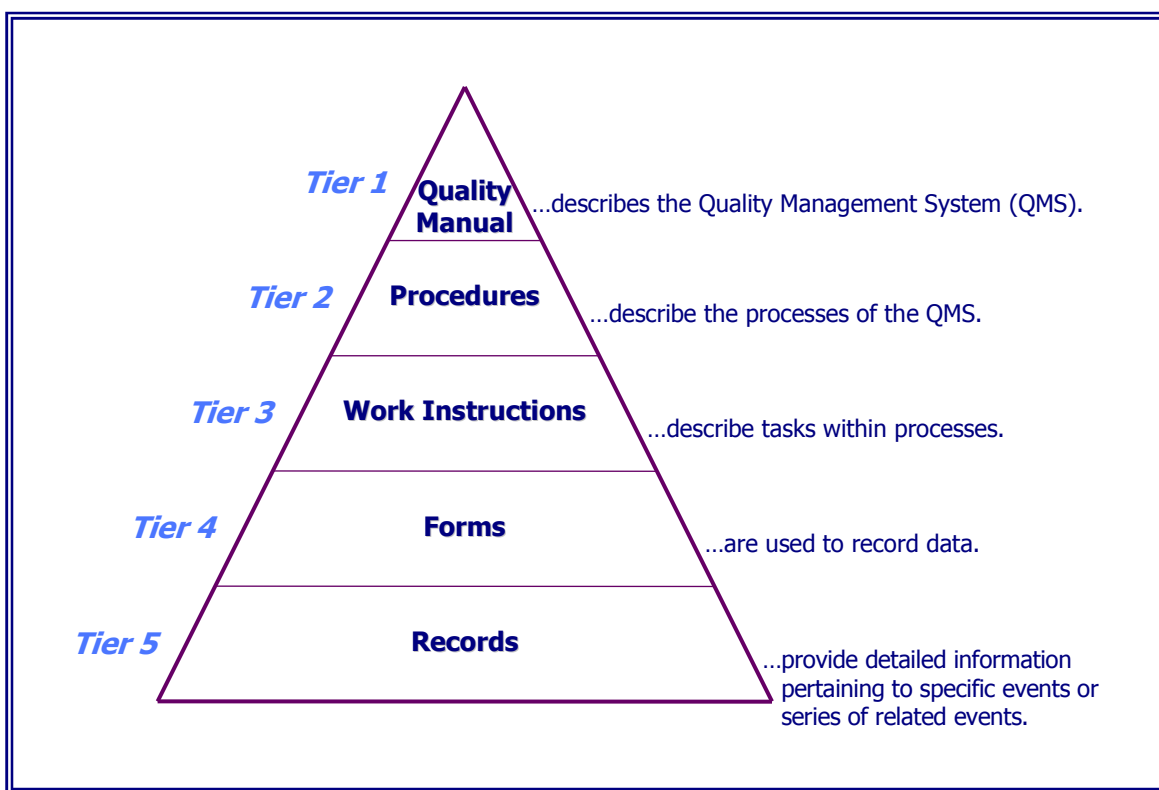 Tier 1
Quality
Manual
…describes the Quality Management System (QMS).
Tier 2
Procedures
…describe the processes of the QMS.
Tier 3
Work Instructions
…describe tasks within processes.
Tier 4
Forms
…are used to record data.
Tier 5
Records
…provide detailed information
pertaining to specific events or
series of related events.